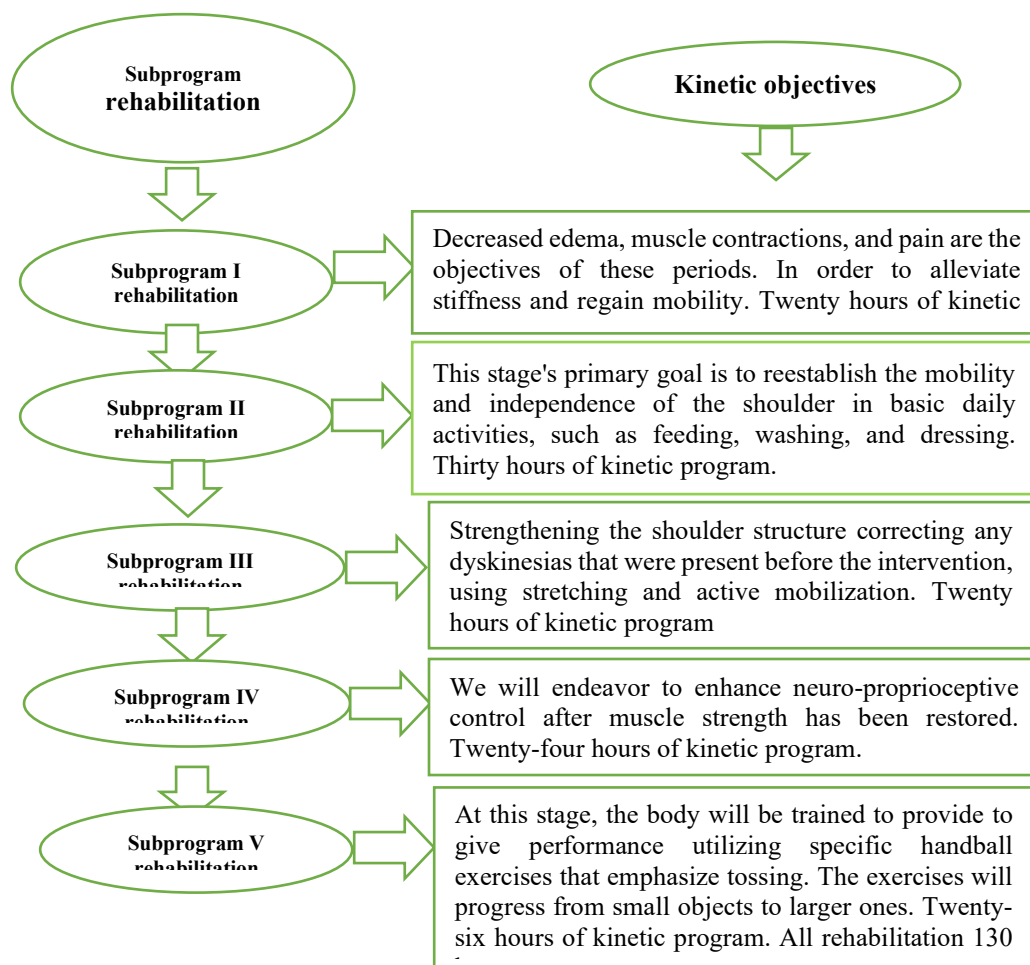 Subprogram
rehabilitation
Kinetic objectives
Subprogram I
rehabilitation
Decreased edema, muscle contractions, and pain are the
objectives of these periods. In order to alleviate
stiffness and regain mobility. Twenty hours of kinetic
Subprogram II
rehabilitation
This stage's primary goal is to reestablish the mobility
and independence of the shoulder in basic daily
activities, such as feeding, washing, and dressing.
Thirty hours of kinetic program.
Subprogram III
rehabilitation
Strengthening the shoulder structure correcting any
dyskinesias that were present before the intervention,
using stretching and active mobilization. Twenty
hours of kinetic program
Subprogram IV
rehabilitation
We will endeavor to enhance neuro-proprioceptive
control after muscle strength has been restored.
Twenty-four hours of kinetic program.
Subprogram V
rehabilitation
At this stage, the body will be trained to provide to
give performance utilizing specific handball
exercises that emphasize tossing. The exercises will
progress from small objects to larger ones. Twenty-
six hours of kinetic program. All rehabilitation 130